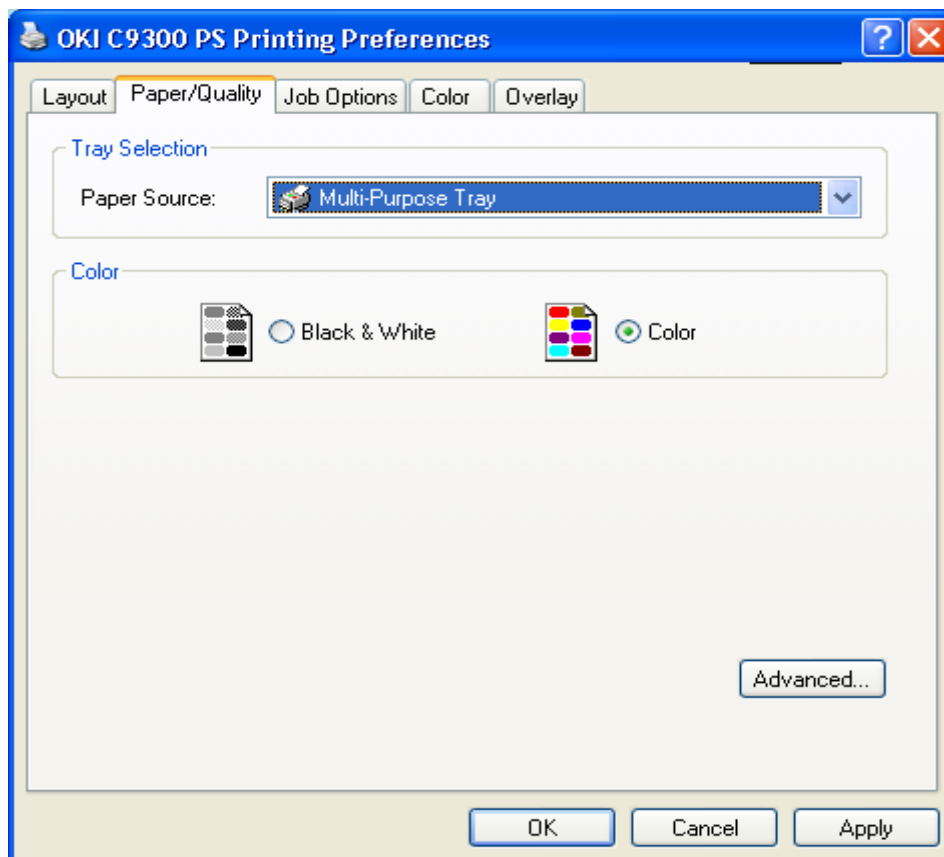 OKI C9300 PS Printing Preferences
Layout Paper/Quality Job Options Color Overlay
Tray Selection
Paper Source: Multi-Purpose Tray
Color
Black & White Color
Advanced...
OK Cancel Apply